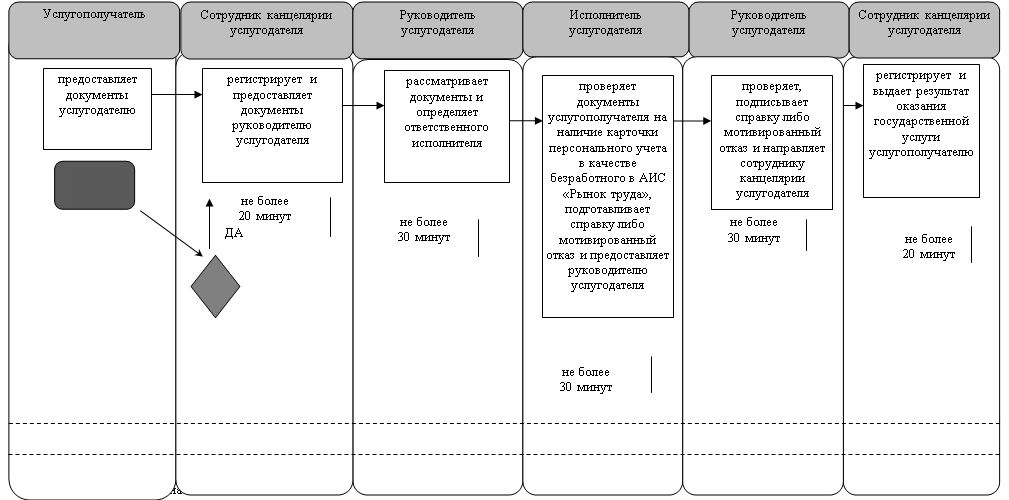 Услугополучатель
Сотрудник канцелярии
услугодателя
Руководитель
услугодателя
Исполнитель
услугодателя
Руководитель
услугодателя
Сотрудник канцелярии
услугодателя
предоставляет
документы
услугодателю
регистрирует и
предоставляет
документы
руководителю
услугодателя
рассматривает
документы и
определяет
ответственного
исполнителя
проверяет
документы
услугополучателя на
наличие карточки
персонального учета
в качестве
безработного в АИС
«Рынок труда»,
подготавливает
справку либо
мотивированный
отказ и предоставляет
руководителю
услугодателя
проверяет,
подписывает
справку либо
мотивированный
отказ и направляет
сотруднику
канцелярии
услугодателя
регистрирует и
выдает результат
оказания
государственной
услуги
услугополучателю
не более
20 минут
ДА
не более
30 минут
не более
30 минут
не более
30 минут
не более
20 минут